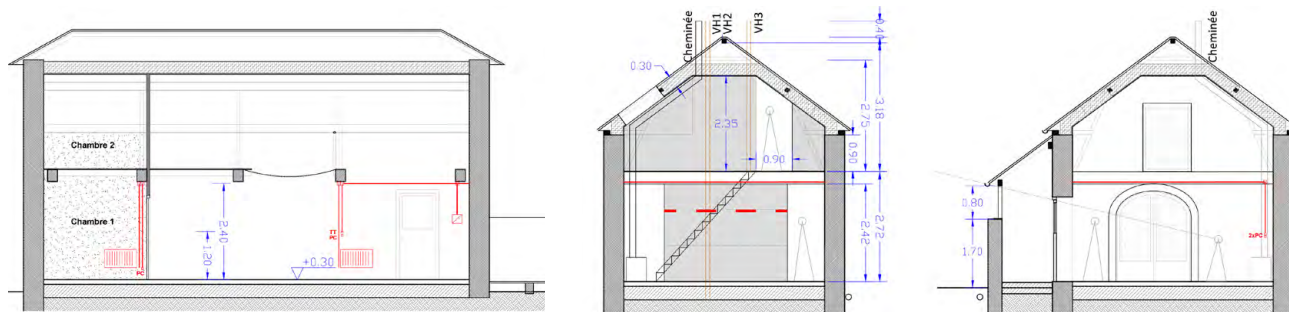 Chambre 2
Chambre 1
PC
1.20
2.40
+0.30
TT
PC
Cheminée
VH1
VH2
VH3
0.30
2.35
0.90
0.40
3.18
2.75
0.90
2.72
2.42
Cheminée
0.80
1.70
2xPC